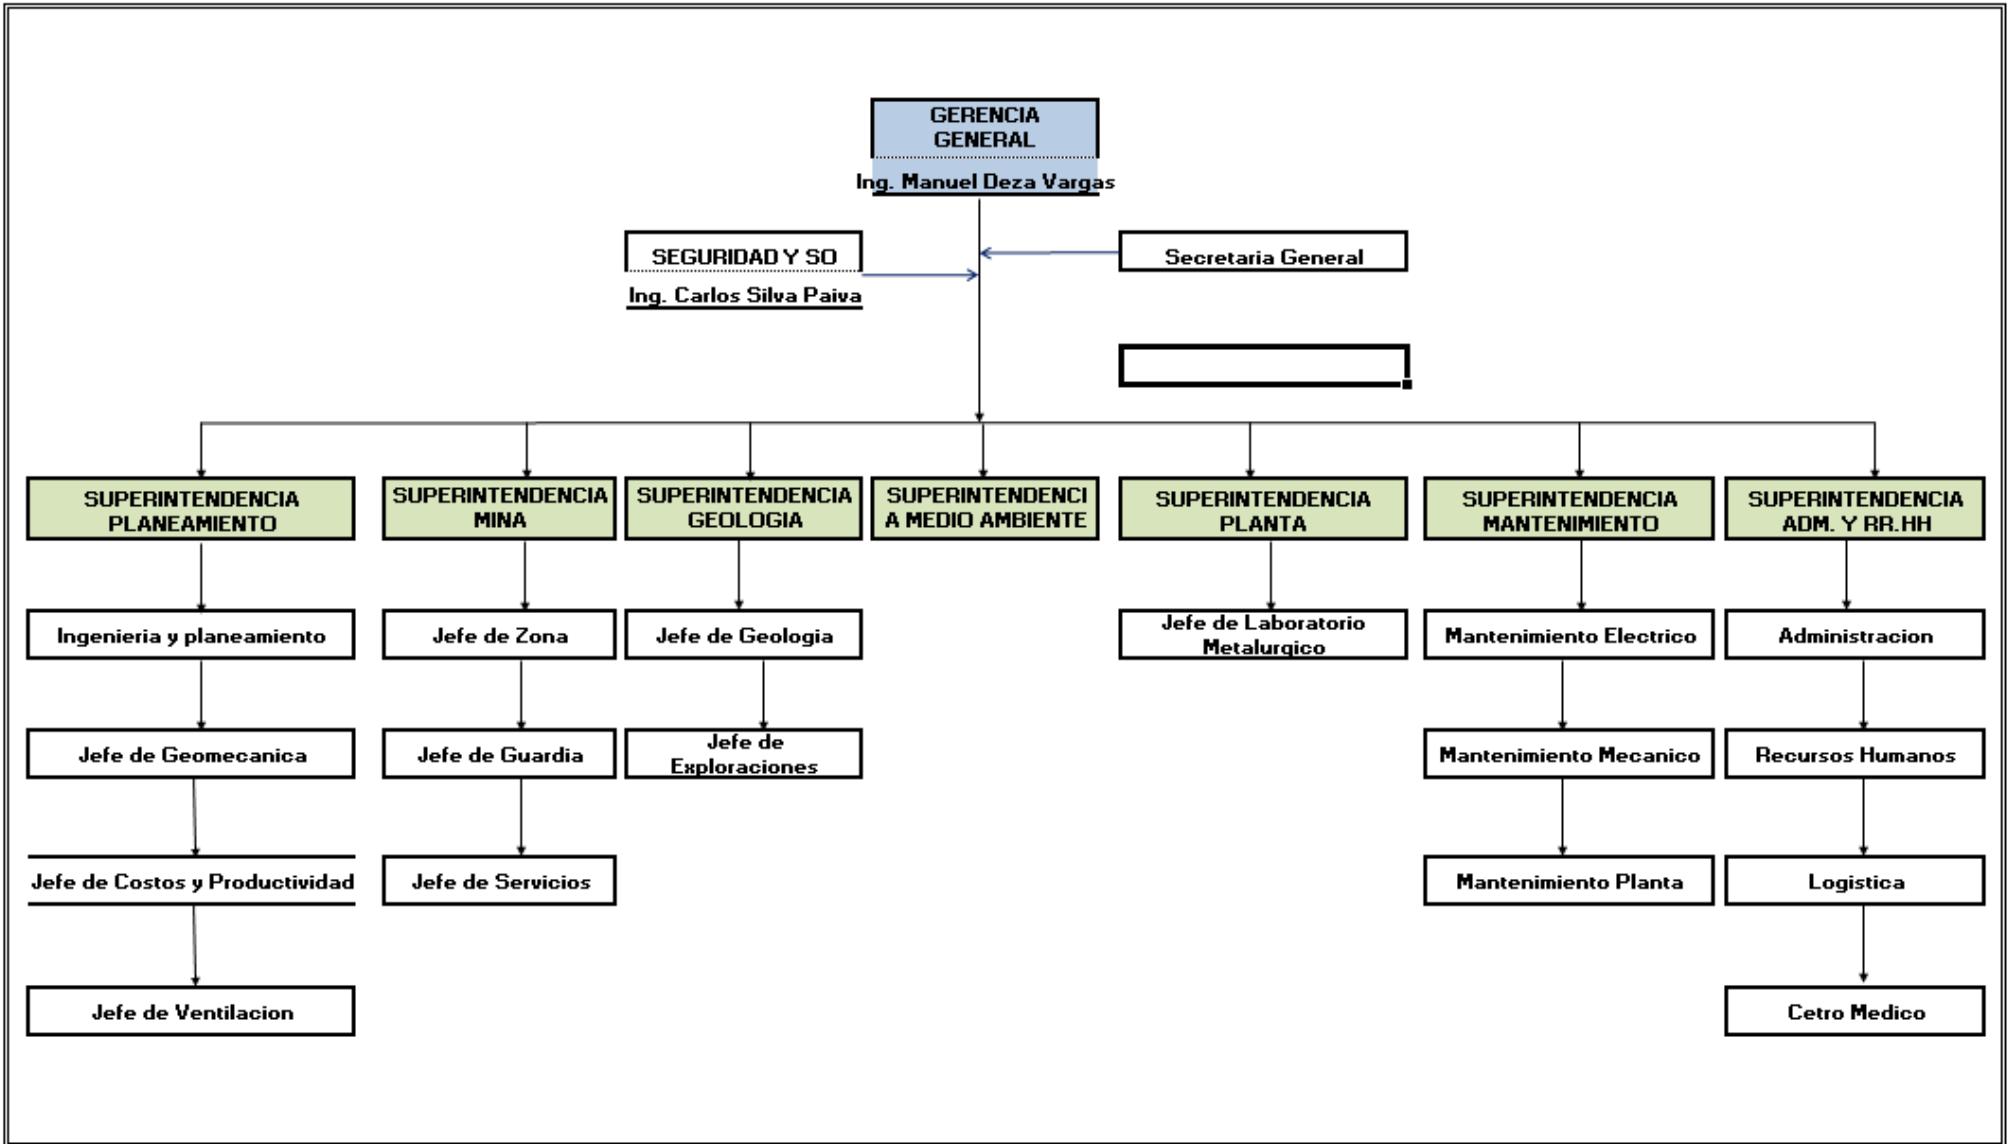 GERENCIA
GENERAL
Ing. Manuel Deza Vargas
SEGURIDAD Y SO
Ing. Carlos Silva Paiva
Secretaria General
SUPERINTENDENCIA
PLANEAMIENTO
SUPERINTENDENCIA
MINA
SUPERINTENDENCIA
GEOLOGIA
SUPERINTENDENCI
A MEDIO AMBIENTE
SUPERINTENDENCIA
PLANTA
SUPERINTENDENCIA
MANTENIMIENTO
SUPERINTENDENCIA
ADM. Y RR.HH
Ingenieria y planeamiento
Jefe de Zona
Jefe de Geologia
Jefe de Laboratorio
Metalurgico
Mantenimiento Electrico
Administracion
Jefe de Geomecanica
Jefe de Guardia
Jefe de
Exploraciones
Mantenimiento Mecanico
Recursos Humanos
Jefe de Costos y Productividad
Jefe de Servicios
Mantenimiento Planta
Logistica
Jefe de Ventilacion
Cetro Medico